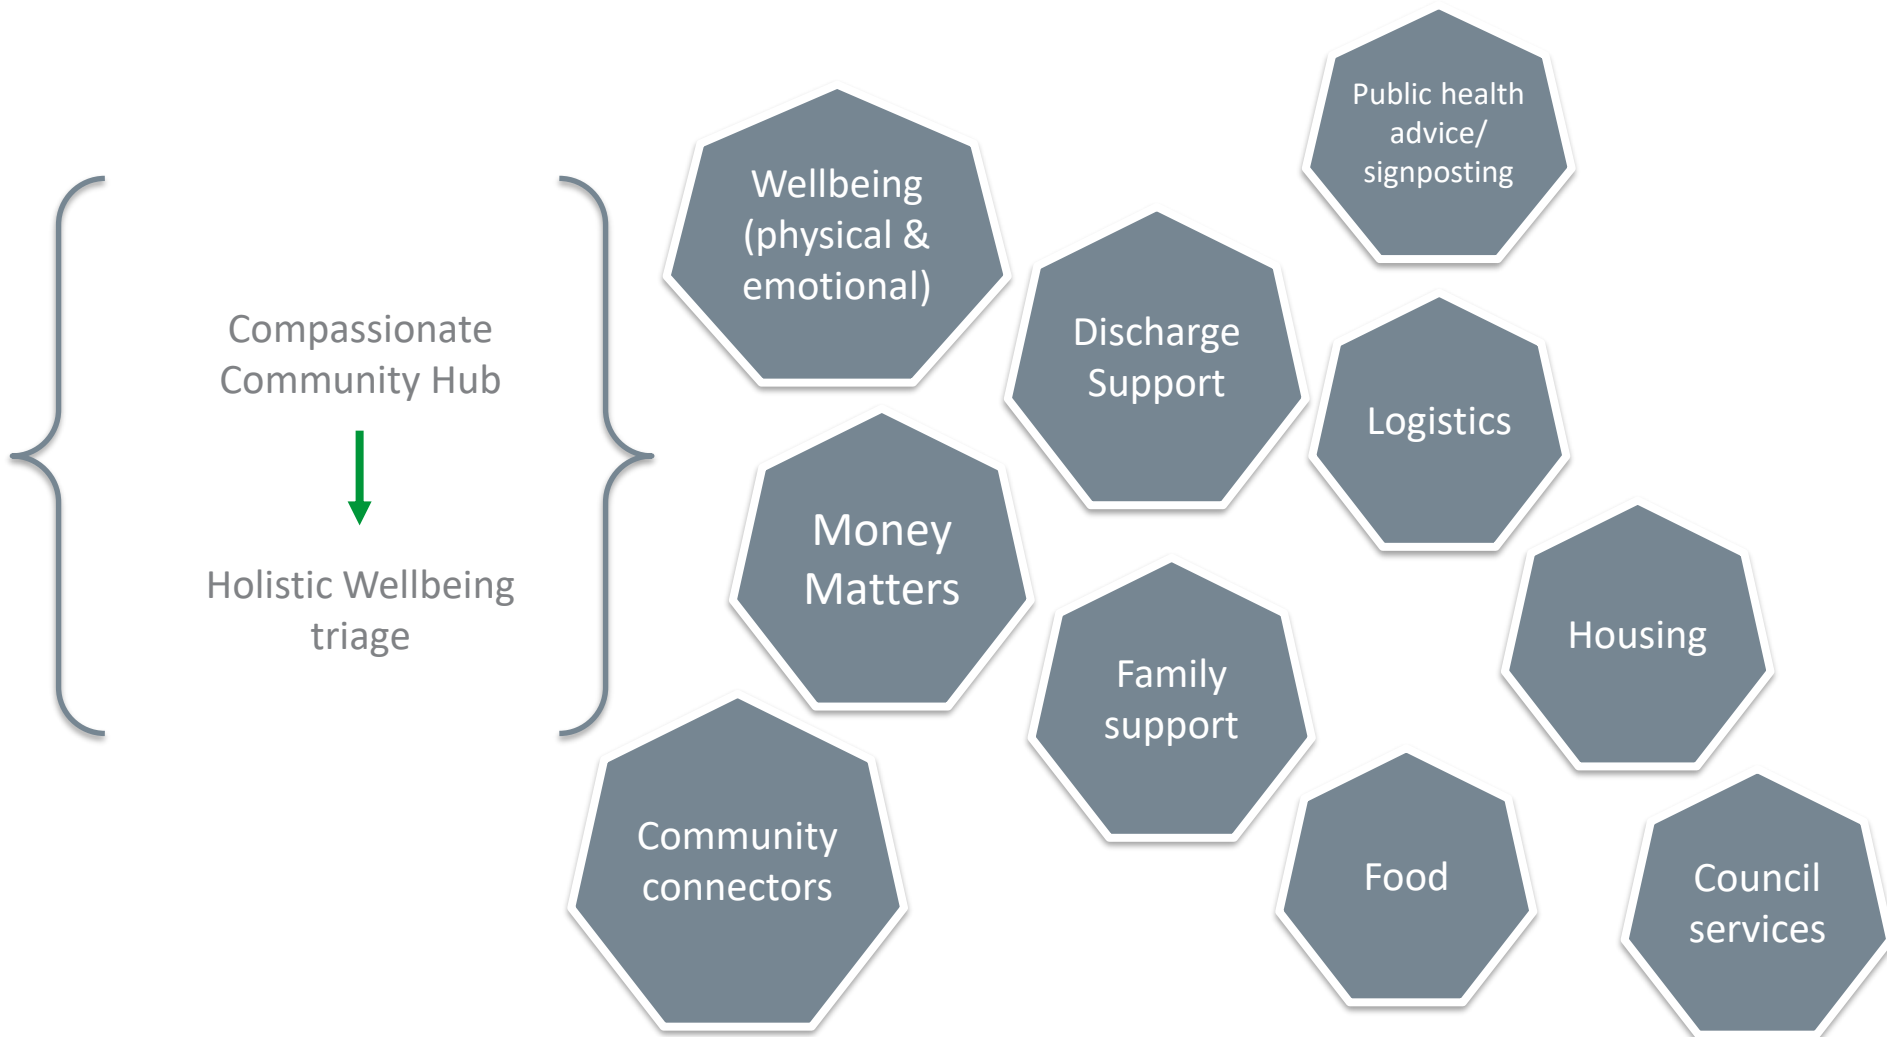 Compassionate
Community Hub
Holistic Wellbeing
triage
Wellbeing
(physical &
emotional)
Public health
advice/
signposting
Discharge
Support
Logistics
Money
Matters
Family
support
Housing
Community
connectors
Food
Council
services